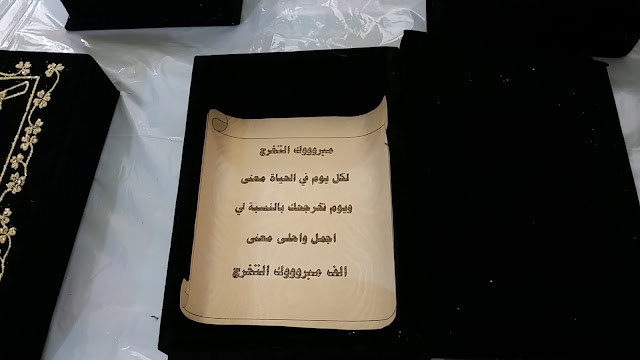 مبروووك التخرج
لكل يوم في الحياة معنى
ويوم تخرجك بالنسبة لي
اجمل واحلى معنى
الف مبروووك التخرج